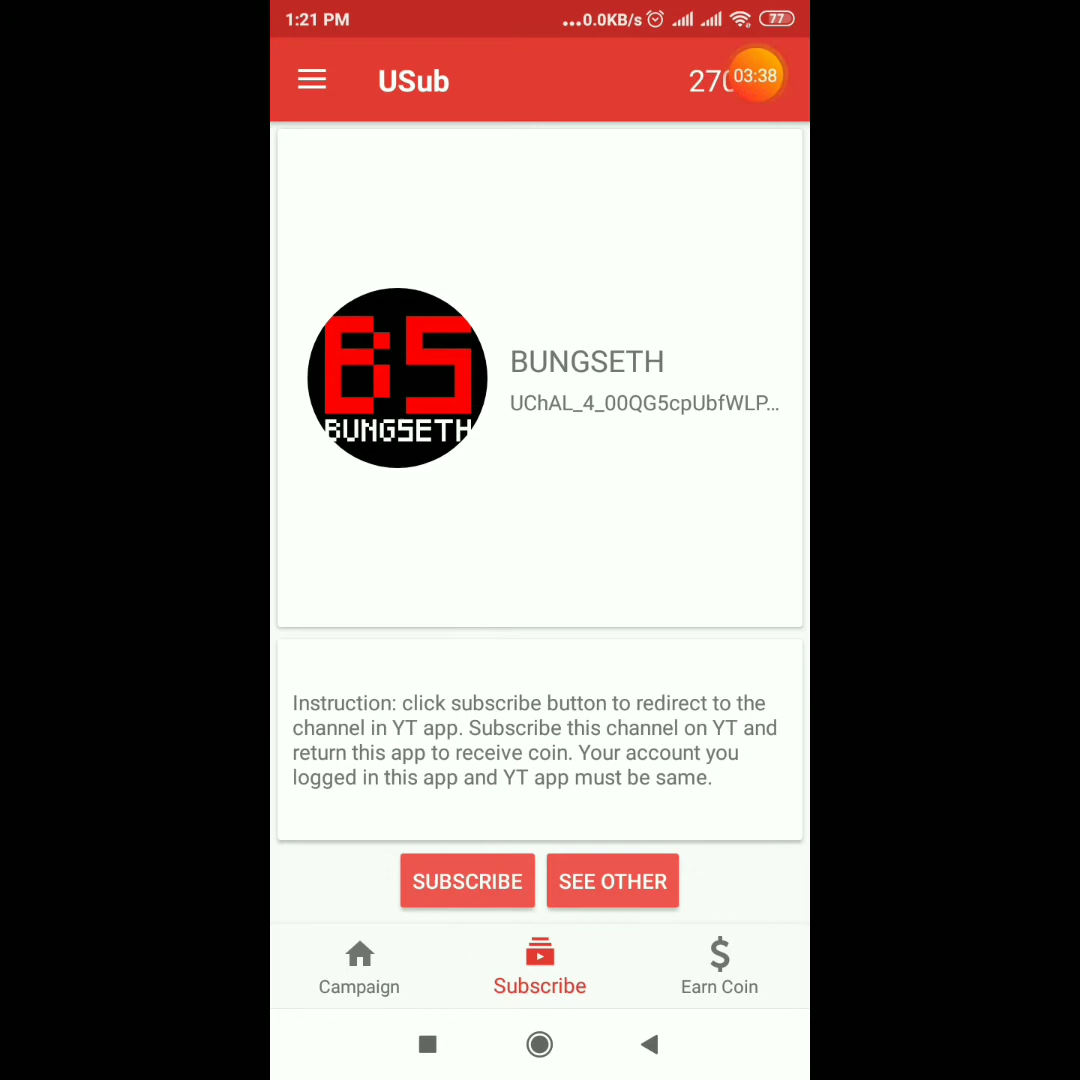 1:21 PM ...0.0KB/s 77
USub 270 03:38
BS
BUNGSETH
BUNGSETH
UChAL_4_00QG5cpUbfWLP...
Instruction: click subscribe button to redirect to the
channel in YT app. Subscribe this channel on YT and
return this app to receive coin. Your account you
logged in this app and YT app must be same.
SUBSCRIBE SEE OTHER
Campaign Subscribe Earn Coin